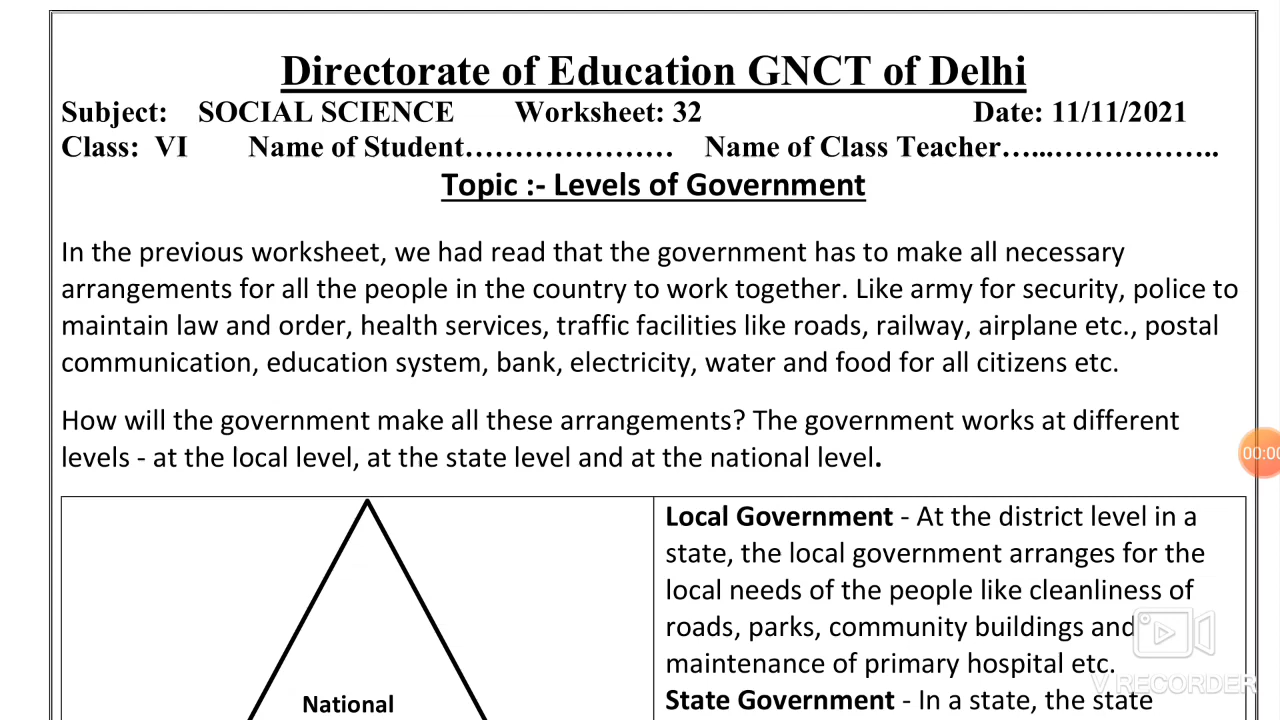 Directorate of Education GNCT of Delhi
Subject: SOCIAL SCIENCE Worksheet: 32 Date: 11/11/2021
Class: VI Name of Student…………………… Name of Class Teacher…...………………..
Topic :- Levels of Government
In the previous worksheet, we had read that the government has to make all necessary
arrangements for all the people in the country to work together. Like army for security, police to
maintain law and order, health services, traffic facilities like roads, railway, airplane etc., postal
communication, education system, bank, electricity, water and food for all citizens etc.
How will the government make all these arrangements? The government works at different
levels - at the local level, at the state level and at the national level.
00:00
National
Local Government - At the district level in a
state, the local government arranges for the
local needs of the people like cleanliness of
roads, parks, community buildings and
maintenance of primary hospital etc.
State Government - In a state, the state
V RECORDER